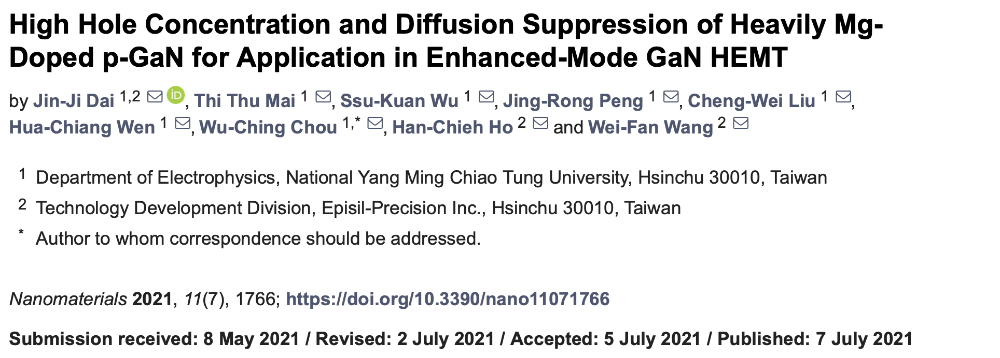 High Hole Concentration and Diffusion Suppression of Heavily Mg-
Doped p-GaN for Application in Enhanced-Mode GaN HEMT
by Jin-Ji Dai 1,2 iD, Thi Thu Mai 1, Ssu-Kuan Wu 1, Jing-Rong Peng 1, Cheng-Wei Liu 1,
Hua-Chiang Wen 1, Wu-Ching Chou 1,*, Han-Chieh Ho 2 and Wei-Fan Wang 2
1 Department of Electrophysics, National Yang Ming Chiao Tung University, Hsinchu 30010, Taiwan
2 Technology Development Division, Episil-Precision Inc., Hsinchu 30010, Taiwan
* Author to whom correspondence should be addressed.
Nanomaterials 2021, 11(7), 1766; https://doi.org/10.3390/nano11071766
Submission received: 8 May 2021 / Revised: 2 July 2021 / Accepted: 5 July 2021 / Published: 7 July 2021